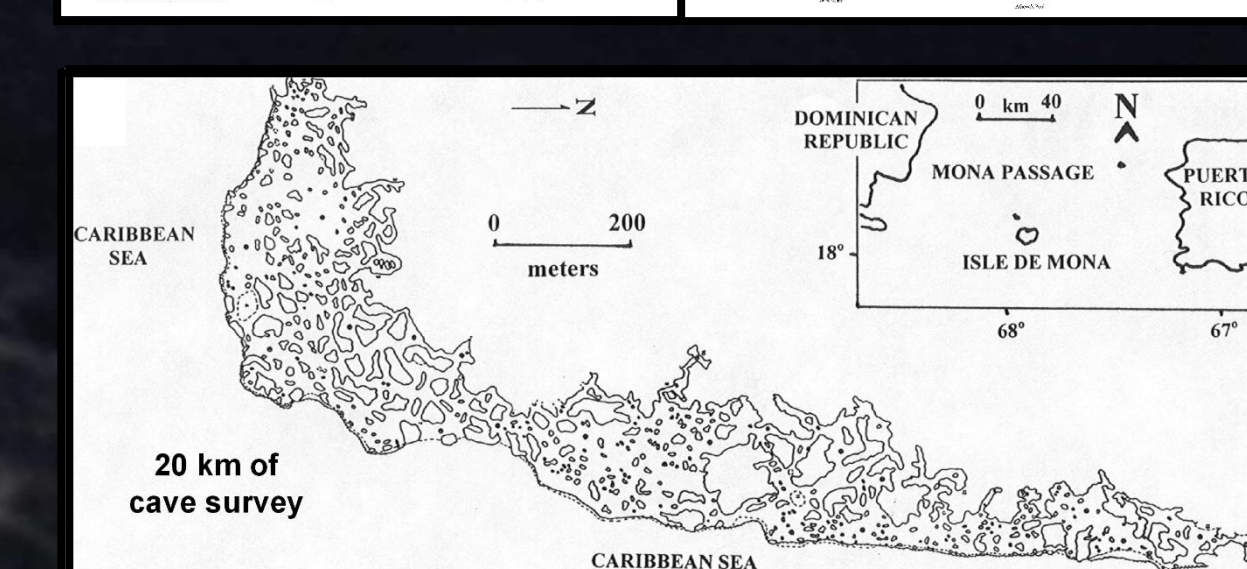 N
0 200
meters
CARIBBEAN
SEA
20 km of
cave survey
CARIBBEAN SEA
DOMINICAN
REPUBLIC
0 km 40
N
MONA PASSAGE
PUERT
RICO
18°
ISLE DE MONA
68°
67°